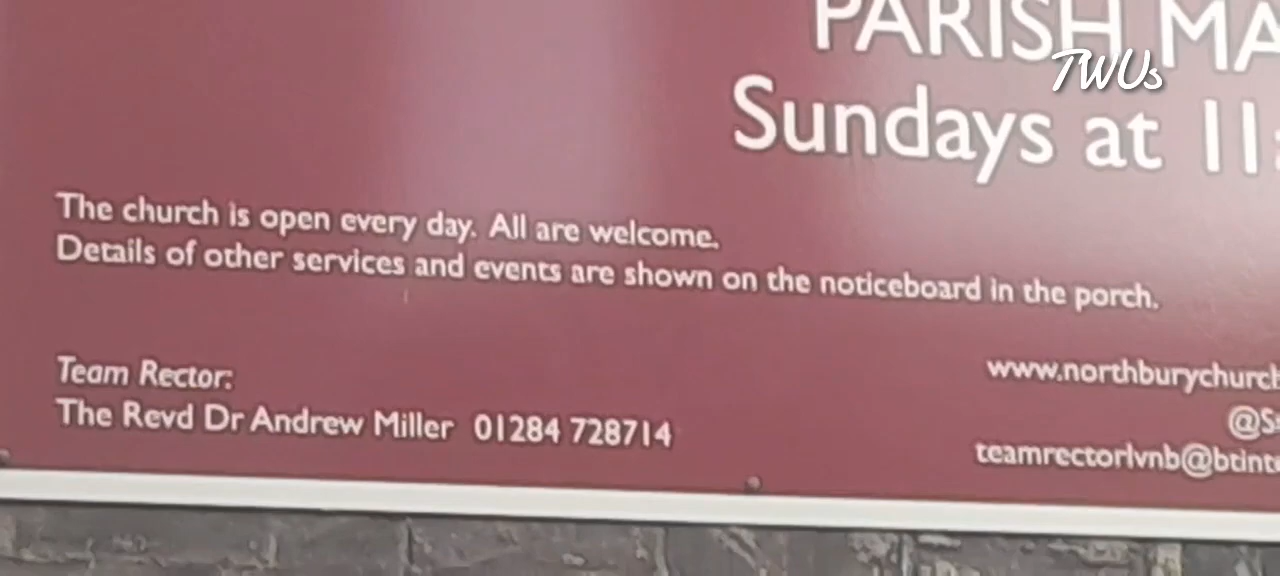 PARISH MA
TWUs
Sundays at 11:
The church is open every day. All are welcome.
Details of other services and events are shown on the noticeboard in the porch.
Team Rector:
The Revd Dr Andrew Miller 01284 728714
www.northburychurch
@S
teamrectorlvnb@btinte